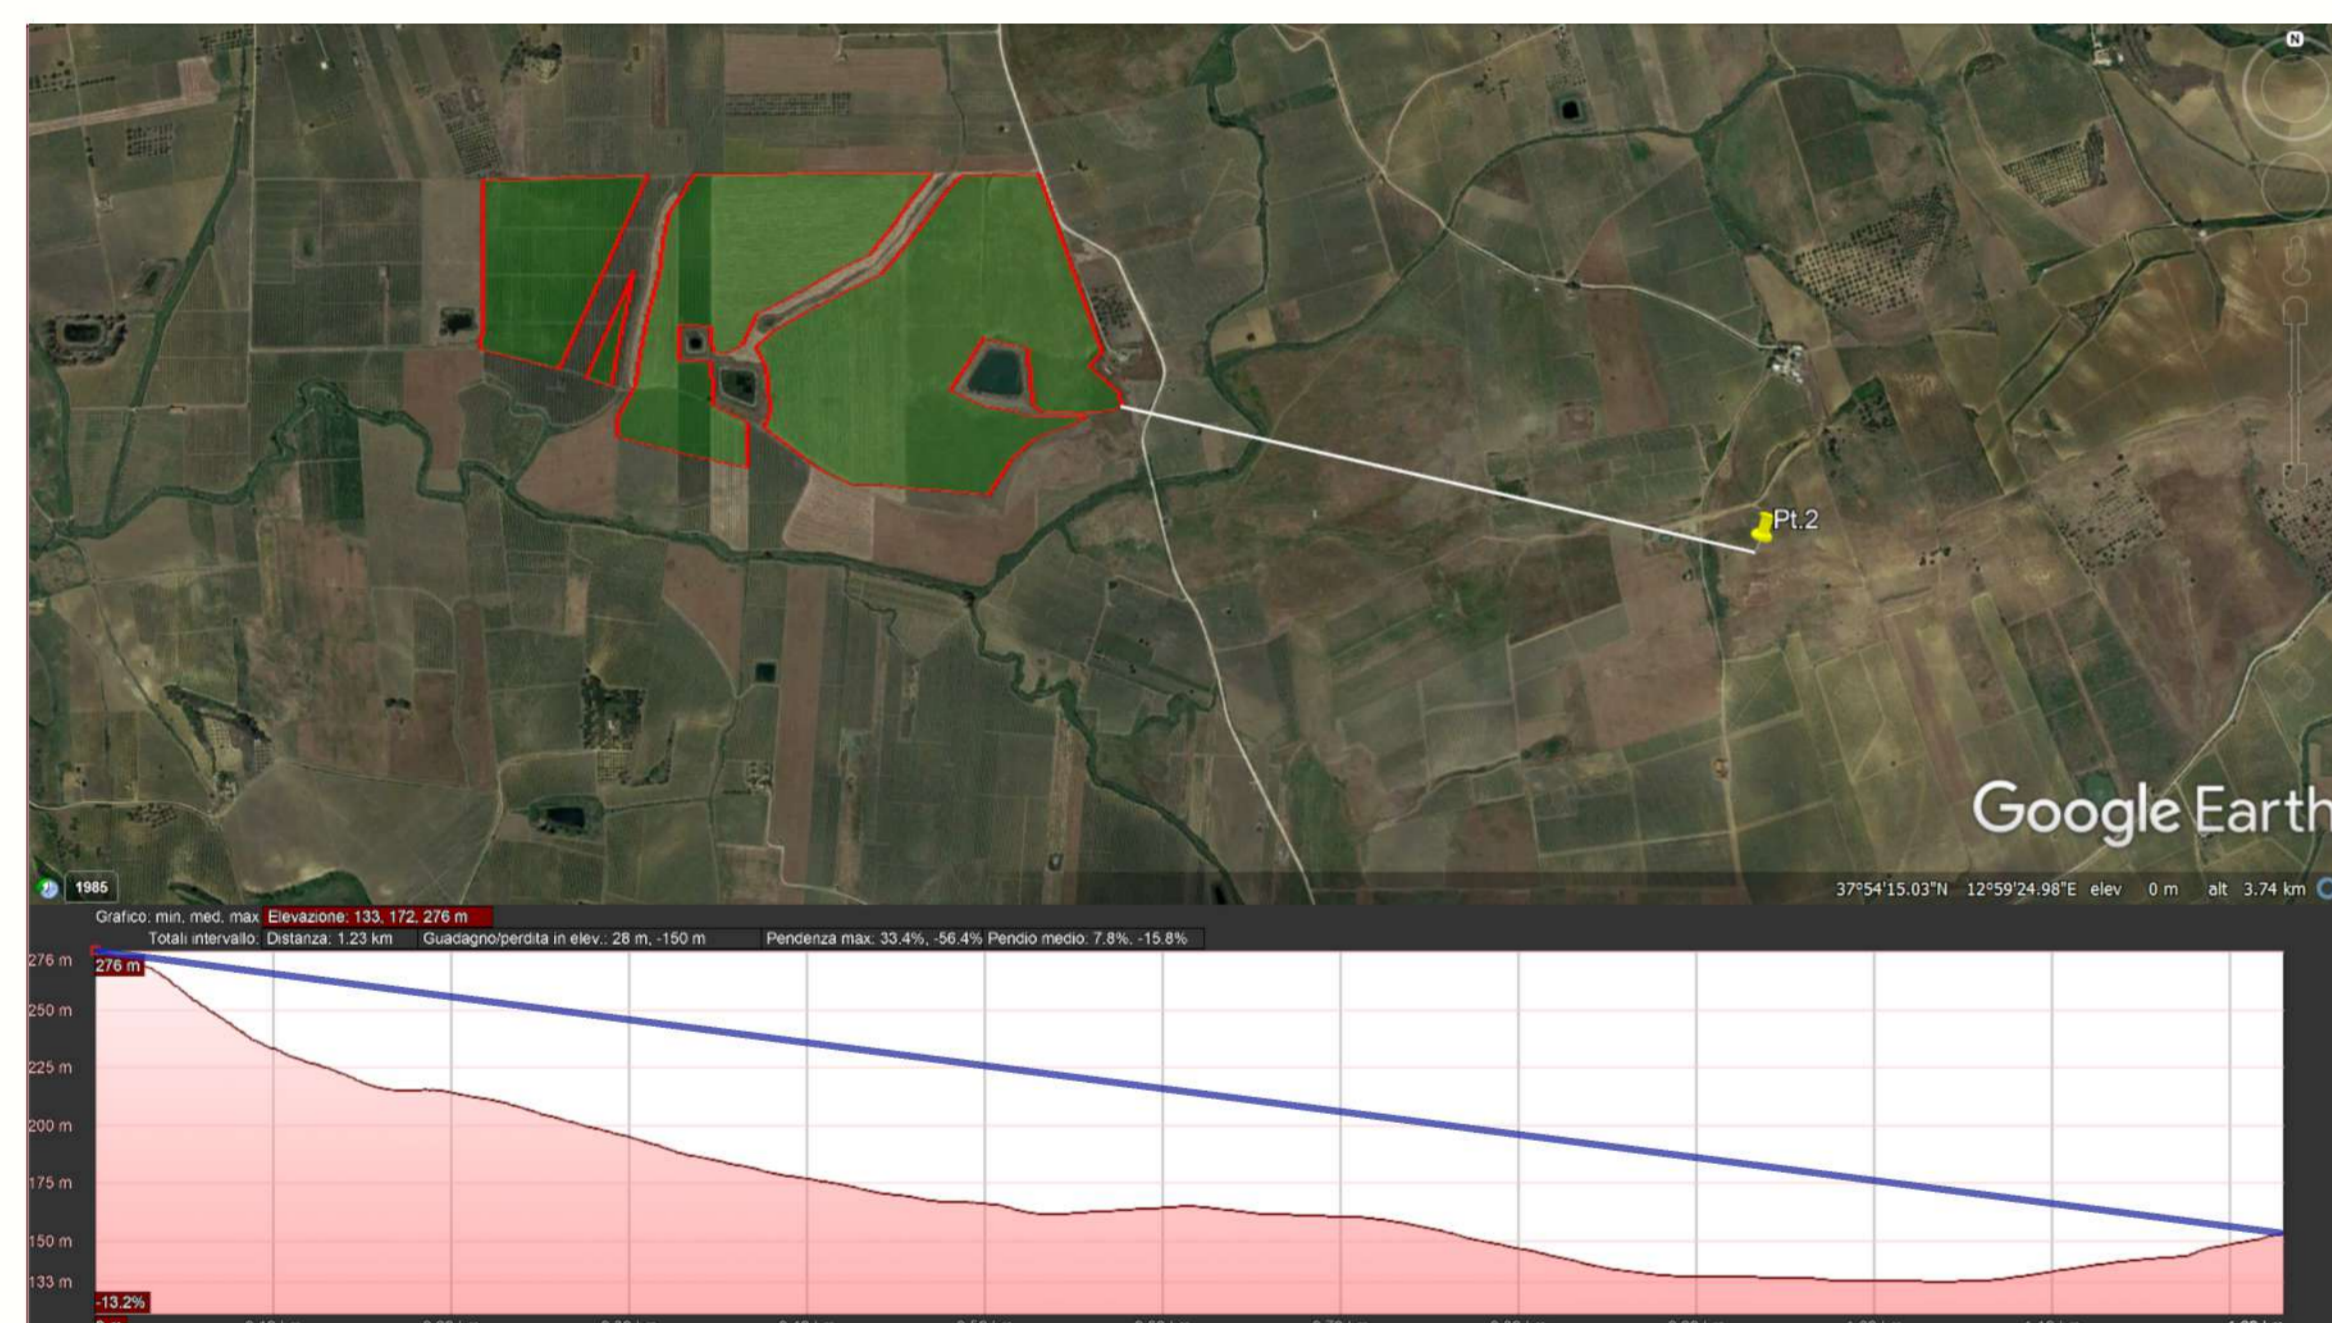 N
Pt.2
Google Earth
1985
37°54'15.03"N 12°59'24.98"E elev 0 m alt 3.74 km
Grafico: min, med, max Elevazione: 133, 172, 276 m
Totali intervallo: Distanza: 1.23 km Guadagno/perdita in elev.: 28 m, -150 m Pendenza max: 33.4%, -56.4% Pendio medio: 7.8%, -15.8%
276 m
276 m
250 m
225 m
200 m
175 m
150 m
133 m
-13.2%